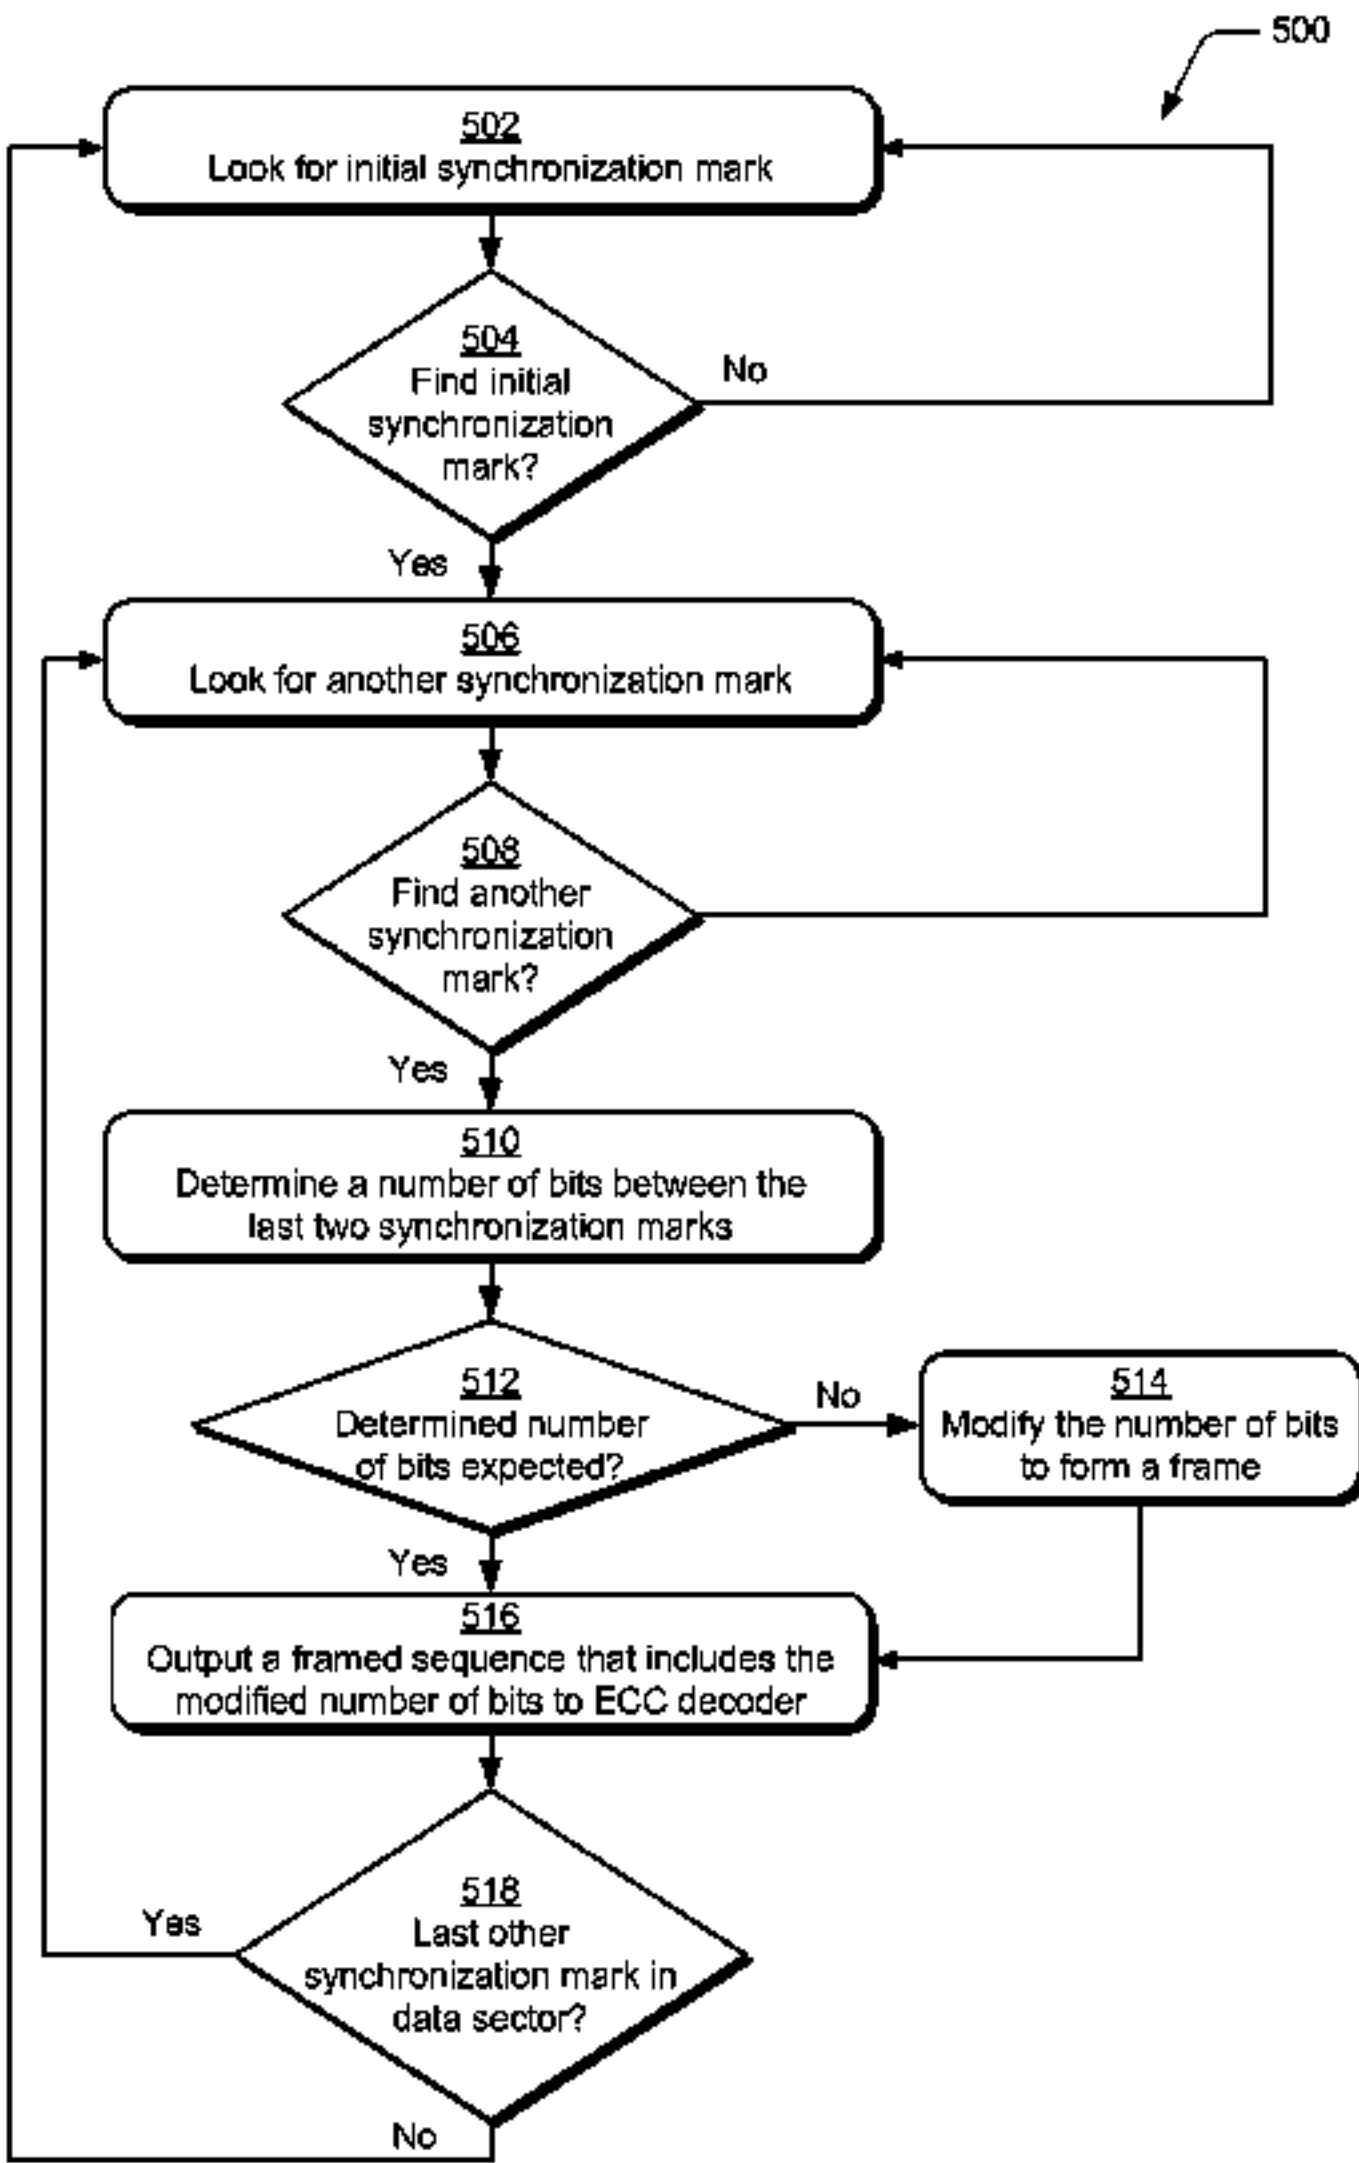 500
502
Look for initial synchronization mark
504
Find initial
synchronization
mark?
No
Yes
506
Look for another synchronization mark
508
Find another
synchronization
mark?
Yes
510
Determine a number of bits between the
last two synchronization marks
512
Determined number
of bits expected?
No
514
Modify the number of bits
to form a frame
Yes
516
Output a framed sequence that includes the
modified number of bits to ECC decoder
518
Last other
synchronization mark in
data sector?
Yes
No